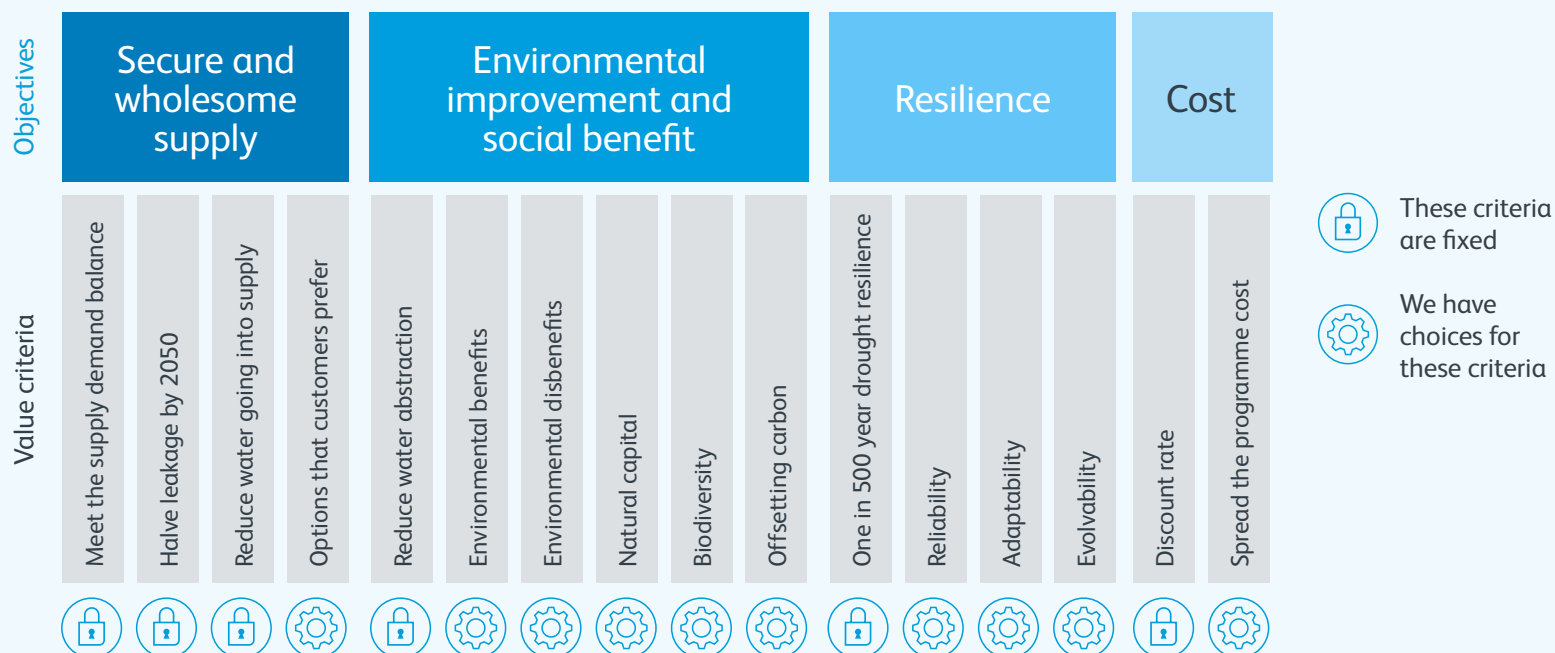 Objectives
Secure and
wholesome
supply
Environmental
improvement and
social benefit
Resilience
Cost
Value criteria
Meet the supply demand balance
Halve leakage by 2050
Reduce water going into supply
Options that customers prefer
Reduce water abstraction
Environmental benefits
Environmental disbenefits
Natural capital
Biodiversity
Offsetting carbon
One in 500 year drought resilience
Reliability
Adaptability
Evolvability
Discount rate
Spread the programme cost
These criteria
are fixed
We have
choices for
these criteria